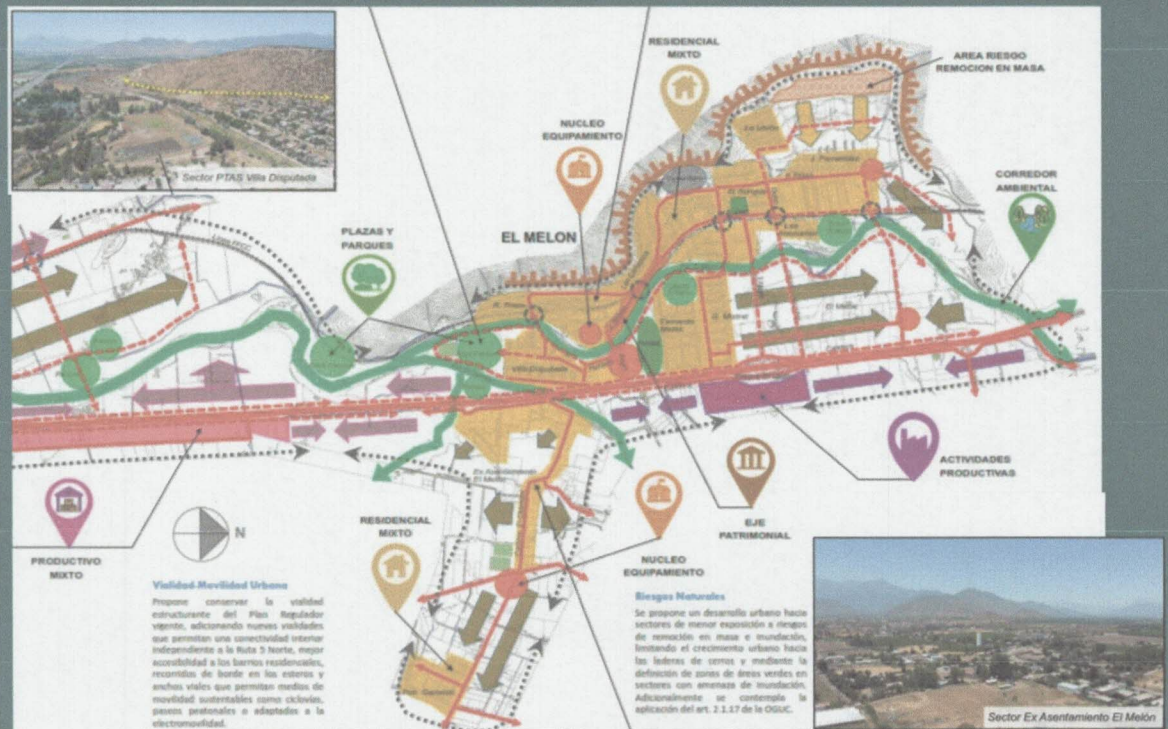 Sector PTAS Villa Disputada
RESIDENCIAL
MIXTO
AREA RIESGO
REMOCION EN MASA
NUCLEO
EQUIPAMIENTO
CORREDOR
AMBIENTAL
PLAZAS Y
PARQUES
EL MELON
Villa Disputada
Ex Asentamiento
El Melón
ACTIVIDADES
PRODUCTIVAS
EJE
PATRIMONIAL
RESIDENCIAL
MIXTO
NUCLEO
EQUIPAMIENTO
PRODUCTIVO
MIXTO
N
Vialidad-Movilidad Urbana
Propone conservar la vialidad
estructurante del Plan Regulador
vigente, adicionando nuevas vialidades
que permitan una conectividad interior
independiente a la Ruta 5 Norte, mejor
accesibilidad a los barrios residenciales,
recorridos de borde en los esteros y
anchos viales que permitan medios de
movilidad sustentables como ciclovías,
paseos peatonales o adaptados a la
electromovilidad.
Riesgos Naturales
Se propone un desarrollo urbano hacia
sectores de menor exposición a riesgos
de remoción en masa e inundación,
limitando el crecimiento urbano hacia
las laderas de cerros y mediante la
definición de zonas de áreas verdes en
sectores con amenaza de inundación.
Adicionalmente se contempla la
aplicación del art. 2.1.17 de la OGUC.
Sector Ex Asentamiento El Melón